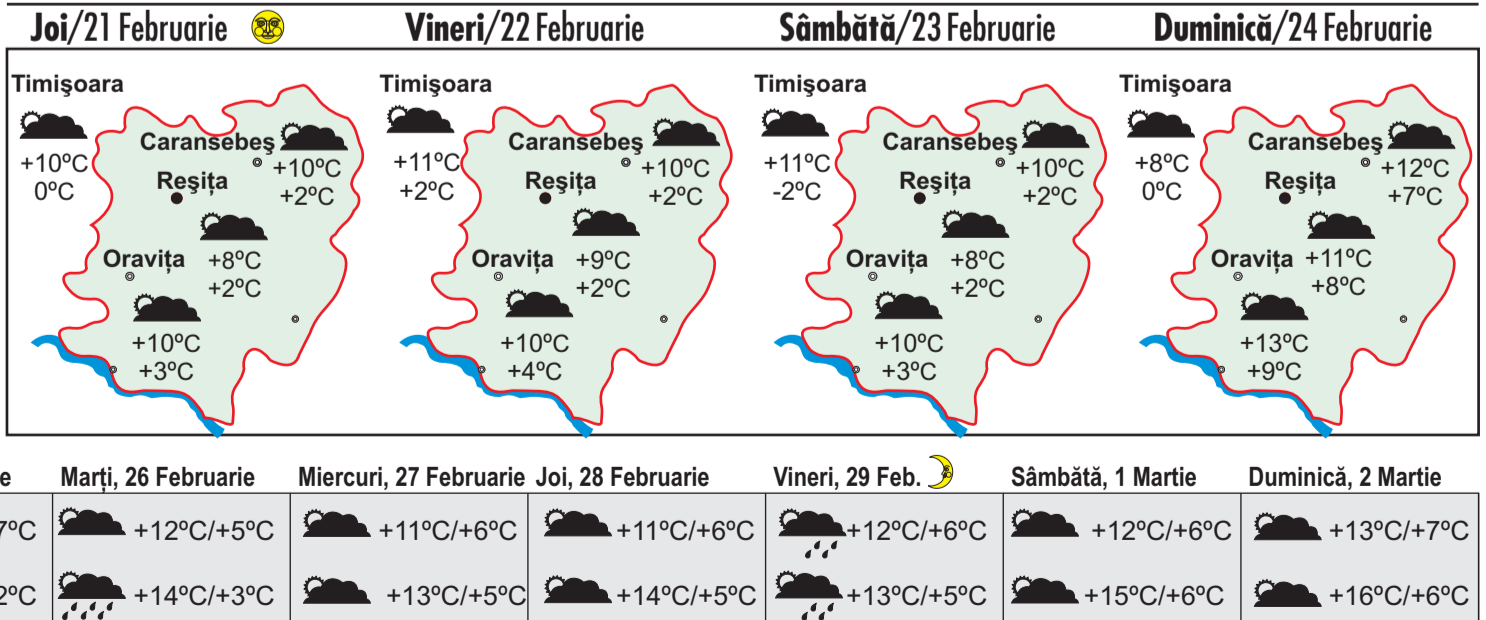 Joi/21 Februarie
Vineri/22 Februarie
Sâmbătă/23 Februarie
Duminică/24 Februarie
Timişoara
+10ºC
0ºC
Caransebeş
+10ºC
+2ºC
Reşiţa
+8ºC
+2ºC
Oraviţa
+10ºC
+3ºC
Timişoara
+11ºC
+2ºC
Caransebeş
+10ºC
+2ºC
Reşiţa
+9ºC
+2ºC
Oraviţa
+10ºC
+4ºC
Timişoara
+11ºC
-2ºC
Caransebeş
+10ºC
+2ºC
Reşiţa
+8ºC
+2ºC
Oraviţa
+10ºC
+3ºC
Timişoara
+8ºC
0ºC
Caransebeş
+12ºC
+7ºC
Reşiţa
+11ºC
+8ºC
Oraviţa
+13ºC
+9ºC
e Marţi, 26 Februarie Miercuri, 27 Februarie Joi, 28 Februarie Vineri, 29 Feb. Sâmbătă, 1 Martie Duminică, 2 Martie
7ºC +12ºC/+5ºC +11ºC/+6ºC +11ºC/+6ºC +12ºC/+6ºC +12ºC/+6ºC +13ºC/+7ºC
2ºC +14ºC/+3ºC +13ºC/+5ºC +14ºC/+5ºC +13ºC/+5ºC +15ºC/+6ºC +16ºC/+6ºC